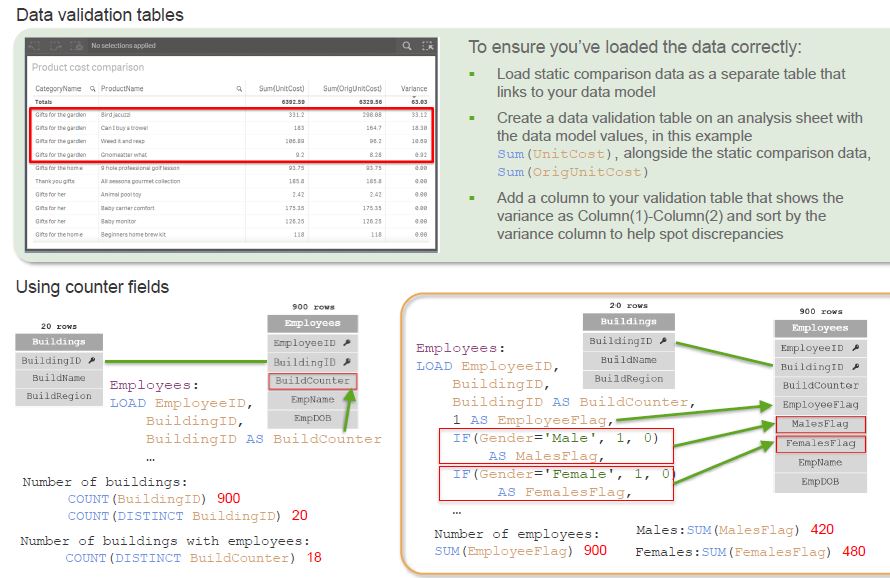 Data validation tables
No selections applied
Product cost comparison
CategoryName ProductName Sum(UnitCost) Sum(OrigUnitCost) Variance
Totals 6392.59 6329.56 63.03
Gifts for the garden Bird jacuzzi 331.2 298.08 33.12
Gifts for the garden Can I buy a trowel 183 164.7 18.30
Gifts for the garden Weed it and reap 106.89 96.2 10.69
Gifts for the garden Gnomeatter what 9.2 8.28 0.92
Gifts for the home 9 hole professional golf lesson 93.75 93.75 0.00
Thank you gifts All seasons gourmet collection 185.8 185.8 0.00
Gifts for her Animal pool toy 2.42 2.42 0.00
Gifts for her Baby carrier comfort 175.35 175.35 0.00
Gifts for her Baby monitor 126.25 126.25 0.00
Gifts for the home Beginners home brew kit 118 118 0.00
To ensure you've loaded the data correctly:
Load static comparison data as a separate table that
links to your data model
Create a data validation table on an analysis sheet with
the data model values, in this example
Sum(UnitCost), alongside the static comparison data,
Sum(OrigUnitCost)
Add a column to your validation table that shows the
variance as Column(1)-Column(2) and sort by the
variance column to help spot discrepancies
Using counter fields
20 rows
Buildings
BuildingID
BuildName
BuildRegion
900 rows
Employees
EmployeeID
BuildingID
BuildCounter
EmpName
EmpDOB
Employees:
LOAD EmployeeID,
BuildingID,
BuildingID AS BuildCounter
…
Number of buildings:
COUNT(BuildingID) 900
COUNT(DISTINCT BuildingID) 20
Number of buildings with employees:
COUNT(DISTINCT BuildCounter) 18
20 rows
Buildings
BuildingID
BuildName
BuildRegion
900 rows
Employees
EmployeeID
BuildingID
BuildCounter
EmployeeFlag
MalesFlag
FemalesFlag
EmpName
EmpDOB
Employees:
LOAD EmployeeID,
BuildingID,
BuildingID AS BuildCounter,
1 AS EmployeeFlag,
IF(Gender='Male', 1, 0)
AS MalesFlag,
IF(Gender='Female', 1, 0)
AS FemalesFlag,
…
Number of employees:
SUM(EmployeeFlag) 900
Males:SUM(MalesFlag) 420
Females:SUM(FemalesFlag) 480